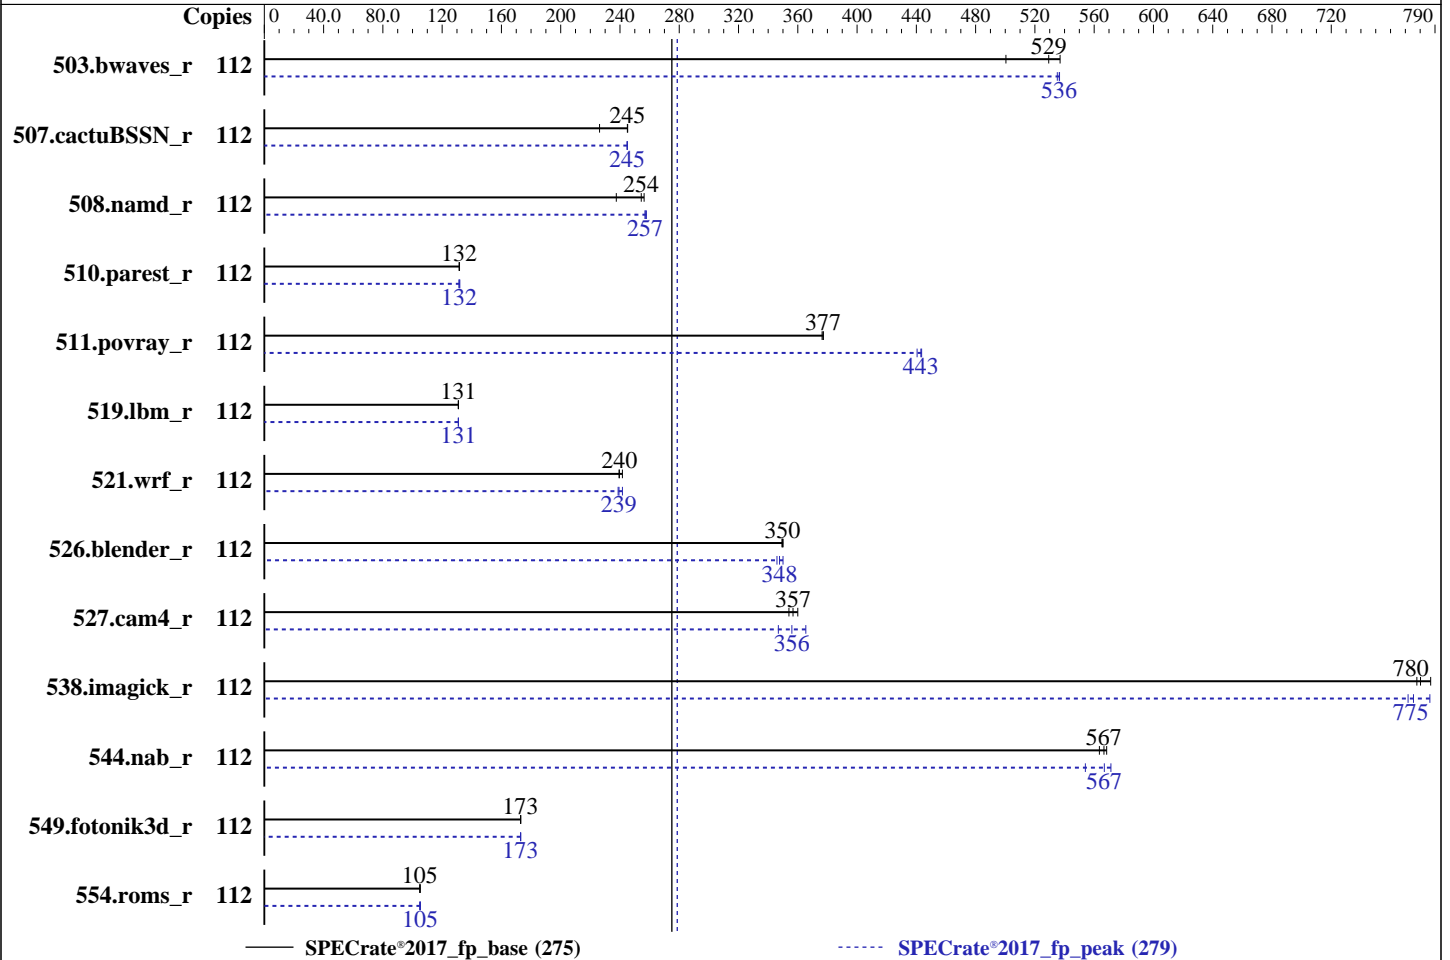 Copies 0 40.0 80.0 120 160 200 240 280 320 360 400 440 480 520 560 600 640 680 720 790
529
503.bwaves_r 112
536
245
507.cactuBSSN_r 112
245
254
508.namd_r 112
257
132
510.parest_r 112
132
377
511.povray_r 112
443
131
519.lbm_r 112
131
240
521.wrf_r 112
239
350
526.blender_r 112
348
357
527.cam4_r 112
356
780
538.imagick_r 112
775
567
544.nab_r 112
567
173
549.fotonik3d_r 112
173
105
554.roms_r 112
105
SPECrate®2017_fp_base (275) SPECrate®2017_fp_peak (279)